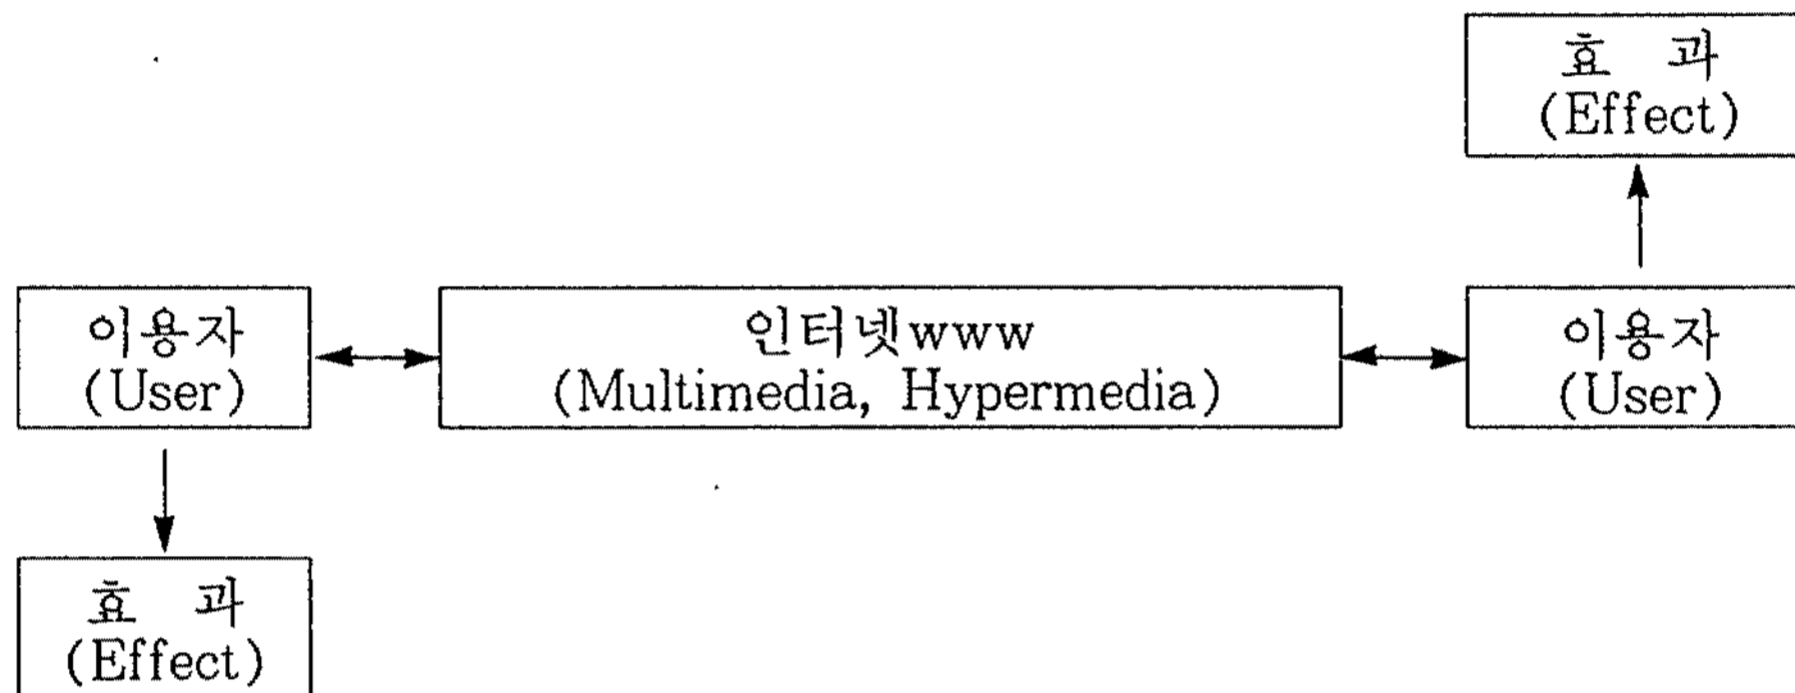 효 과
(Effect)
이용자
(User)
인터넷www
(Multimedia, Hypermedia)
이용자
(User)
효 과
(Effect)